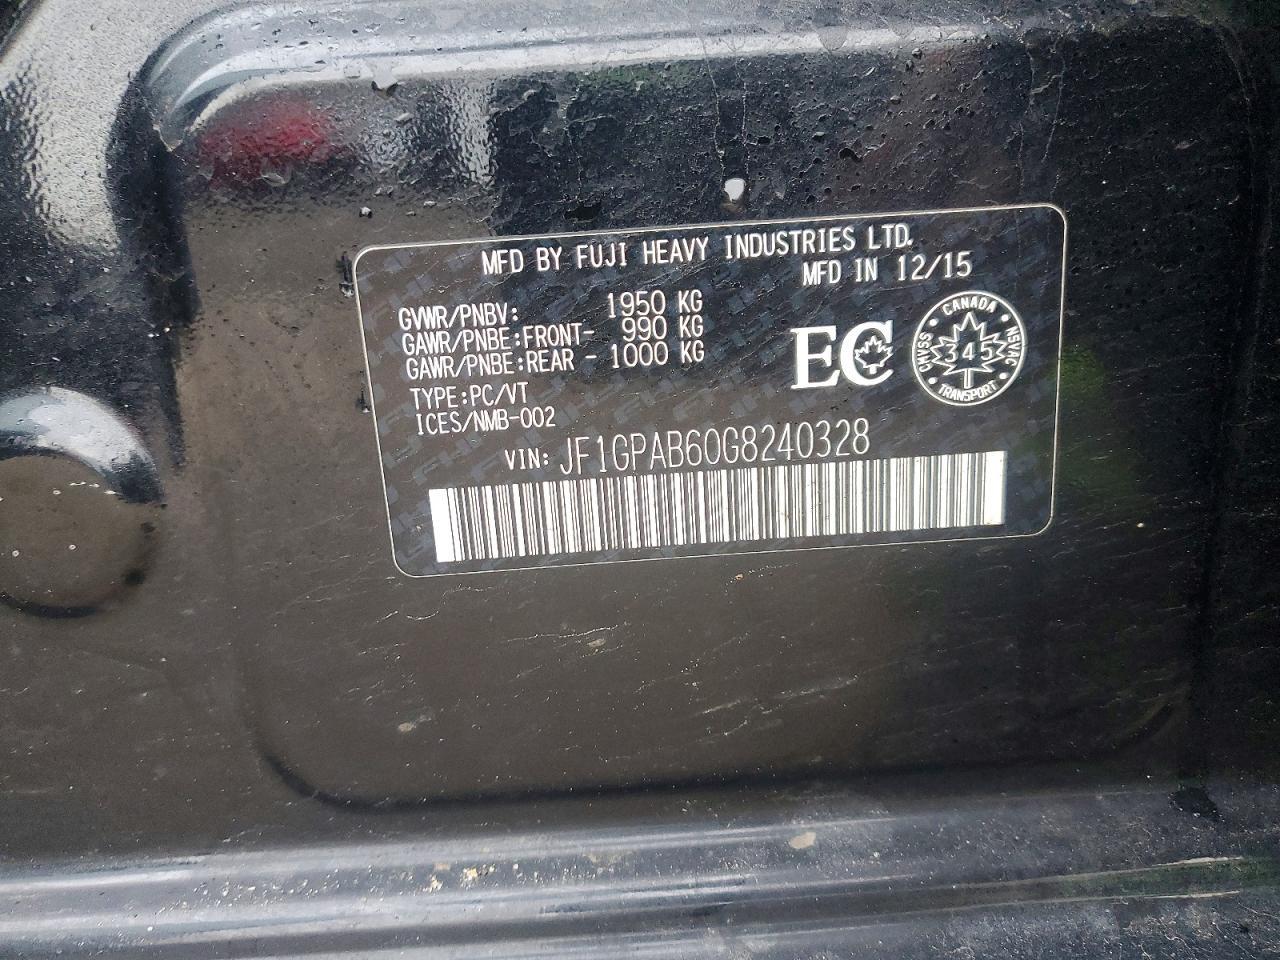 MFD BY FUJI HEAVY INDUSTRIES LTD.
MFD IN 12/15
GVWR/PNBV: 1950 KG
GAWR/PNBE:FRONT- 990 KG
GAWR/PNBE:REAR - 1000 KG
TYPE:PC/VT
ICES/NMB-002
EC
CANADA
CMVSS
NSVAC
345
TRANSPORT
VIN: JF1GPAB60G8240328